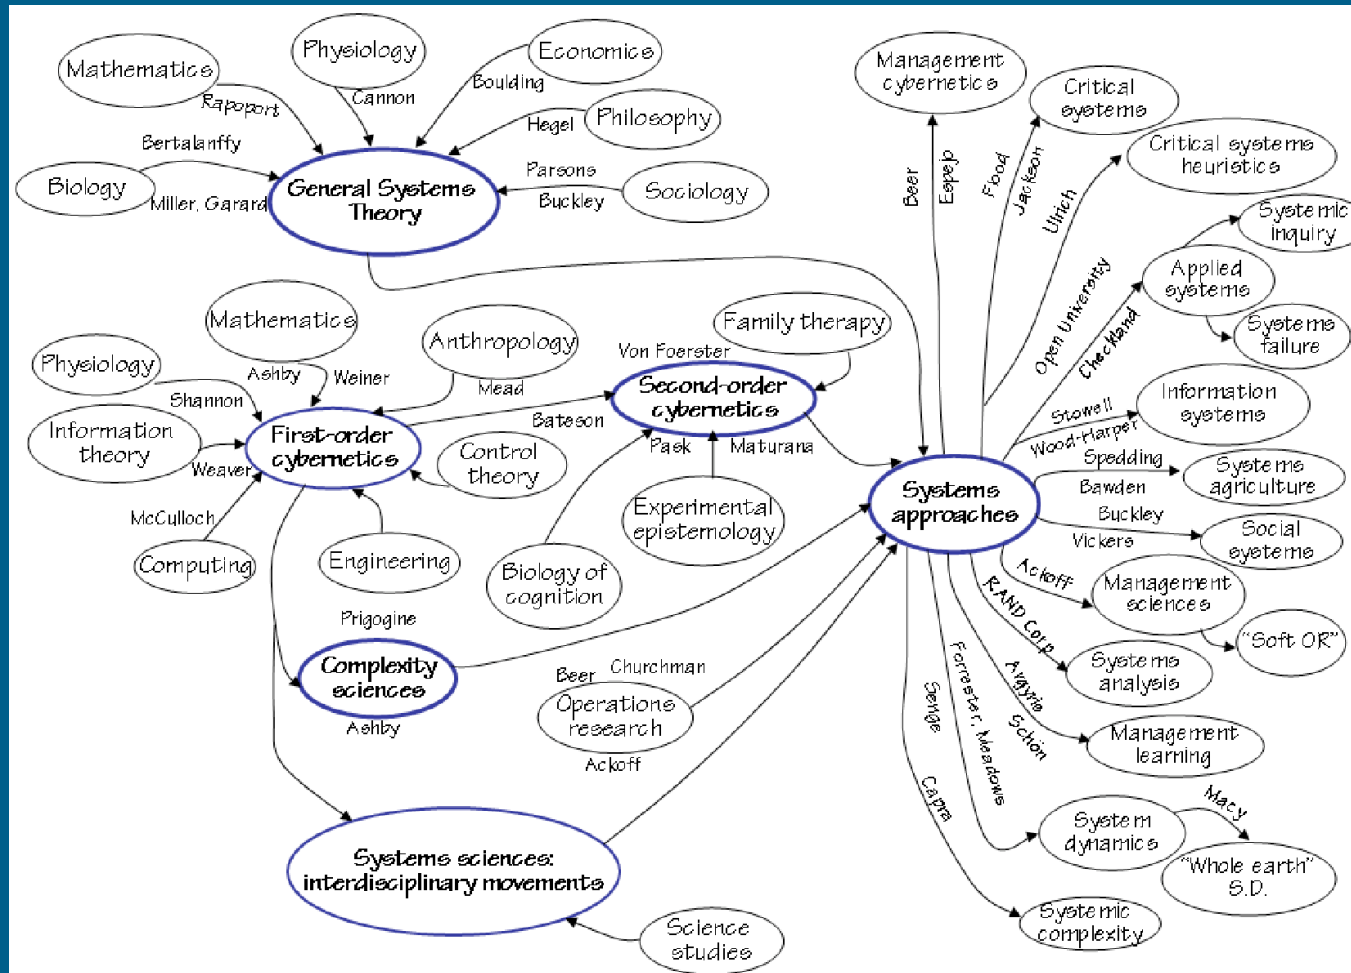 Mathematics
Rapoport
Physiology
Cannon
Economics
Boulding
Hegel
Philosophy
Bertalanffy
Biology
Miller, Garard
General Systems
Theory
Parsons
Buckley
Sociology
Management
cybernetics
Beer
Espejp
Critical
systems
Flood
Jackson
Critical systems
heuristics
Ulrich
Systemic
inquiry
Applied
systems
Open University
Checkland
Systems
failure
Mathematics
Ashby
Weiner
Physiology
Shannon
Anthropology
Mead
Information
theory
Weaver
First-order
cybernetics
Control
theory
McCulloch
Computing
Engineering
Von Foerster
Family therapy
Second-order
cybernetics
Bateson
Pask
Maturana
Experimental
epistemology
Biology of
cognition
Systems
approaches
Information
systems
Stowell
Wood-Harper
Spedding
Bawden
Systems
agriculture
Buckley
Vickers
Social
systems
Ackoff
Management
sciences
"Soft OR"
RAND Corp
Systems
analysis
Argyris
Schön
Management
learning
Forrester, Meadows
System
dynamics
Macy
"Whole earth"
S.D.
Senge
Capra
Systemic
complexity
Prigogine
Complexity
sciences
Ashby
Beer
Churchman
Operations
research
Ackoff
Systems sciences:
interdisciplinary movements
Science
studies